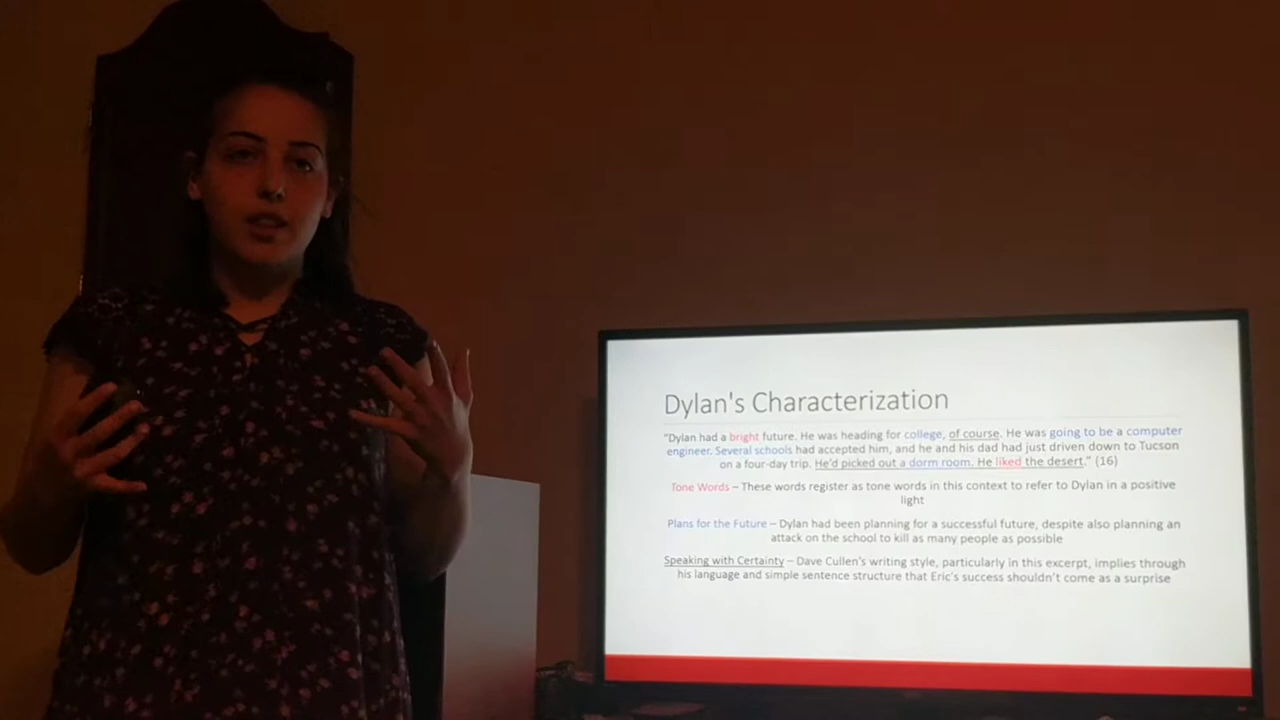 Dylan's Characterization
"Dylan had a bright future. He was heading for college, of course. He was going to be a computer
engineer. Several schools had accepted him, and he and his dad had just driven down to Tucson
on a four-day trip. He'd picked out a dorm room. He liked the desert." (16)
Tone Words – These words register as tone words in this context to refer to Dylan in a positive
light
Plans for the Future – Dylan had been planning for a successful future, despite also planning an
attack on the school to kill as many people as possible
Speaking with Certainty – Dave Cullen's writing style, particularly in this excerpt, implies through
his language and simple sentence structure that Eric's success shouldn't come as a surprise